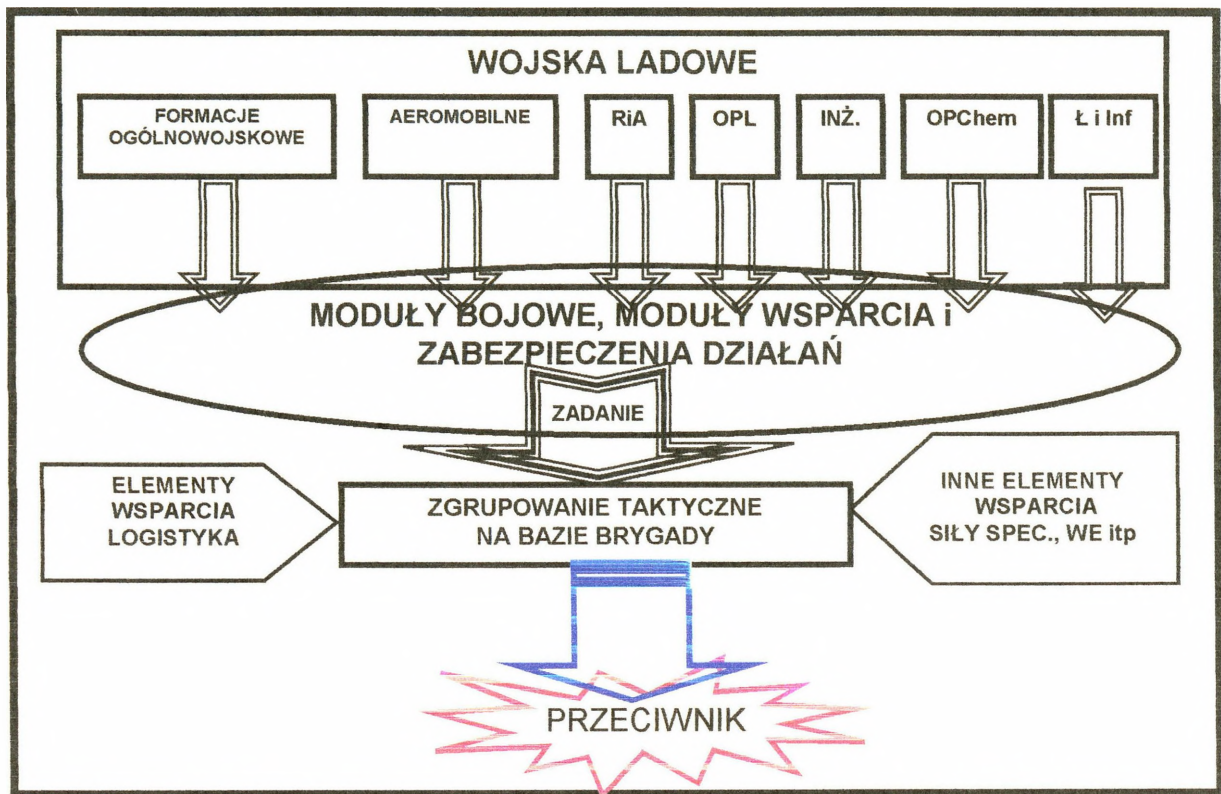 WOJSKA LADOWE
FORMACJE
OGÓLNOWOJSKOWE
AEROMOBILNE
RiA
OPL
INŻ.
OPChem
Ł i Inf
MODUŁY BOJOWE, MODUŁY WSPARCIA i
ZABEZPIECZENIA DZIAŁAŃ
ZADANIE
ELEMENTY
WSPARCIA
LOGISTYKA
ZGRUPOWANIE TAKTYCZNE
NA BAZIE BRYGADY
INNE ELEMENTY
WSPARCIA
SIŁY SPEC., WE itp
PRZECIWNIK